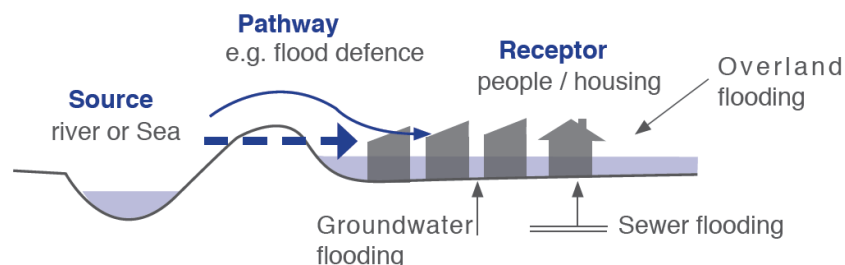 Pathway
e.g. flood defence
Receptor
people / housing
Source
river or Sea
Overland
flooding
Groundwater
flooding
Sewer flooding